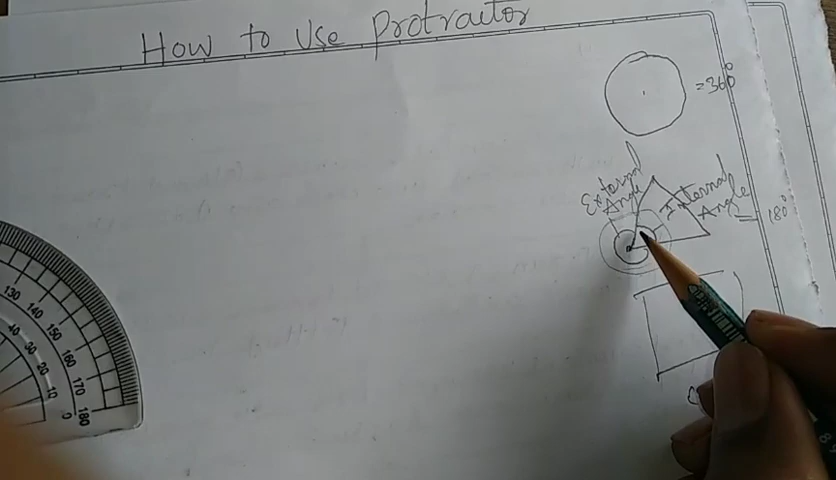 How to Use Protractor
= 360°
External
Angle
Internal
Angle
= 180°
130
140
150
160
170
180
40
30
20
10
0